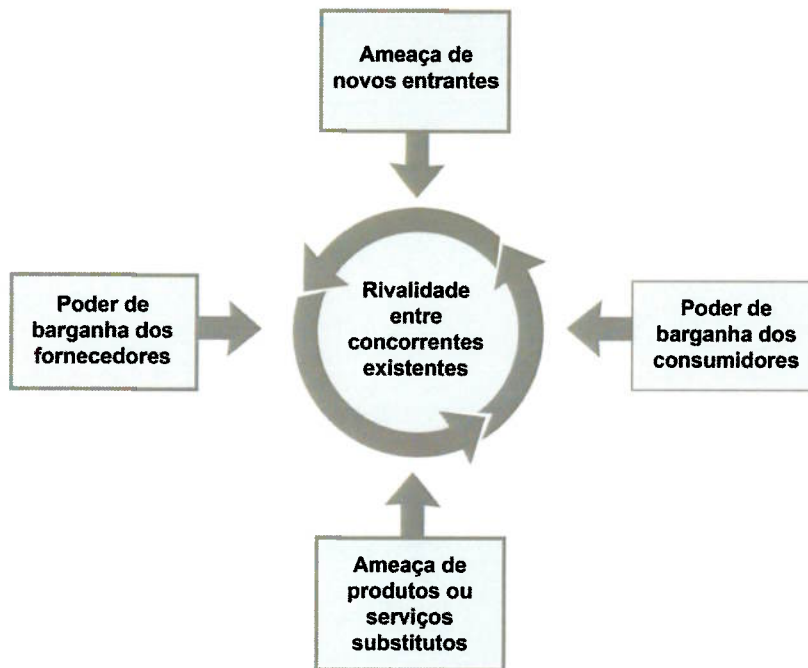 Ameaça de
novos entrantes
Poder de
barganha dos
fornecedores
Rivalidade
entre
concorrentes
existentes
Poder de
barganha dos
consumidores
Ameaça de
produtos ou
serviços
substitutos